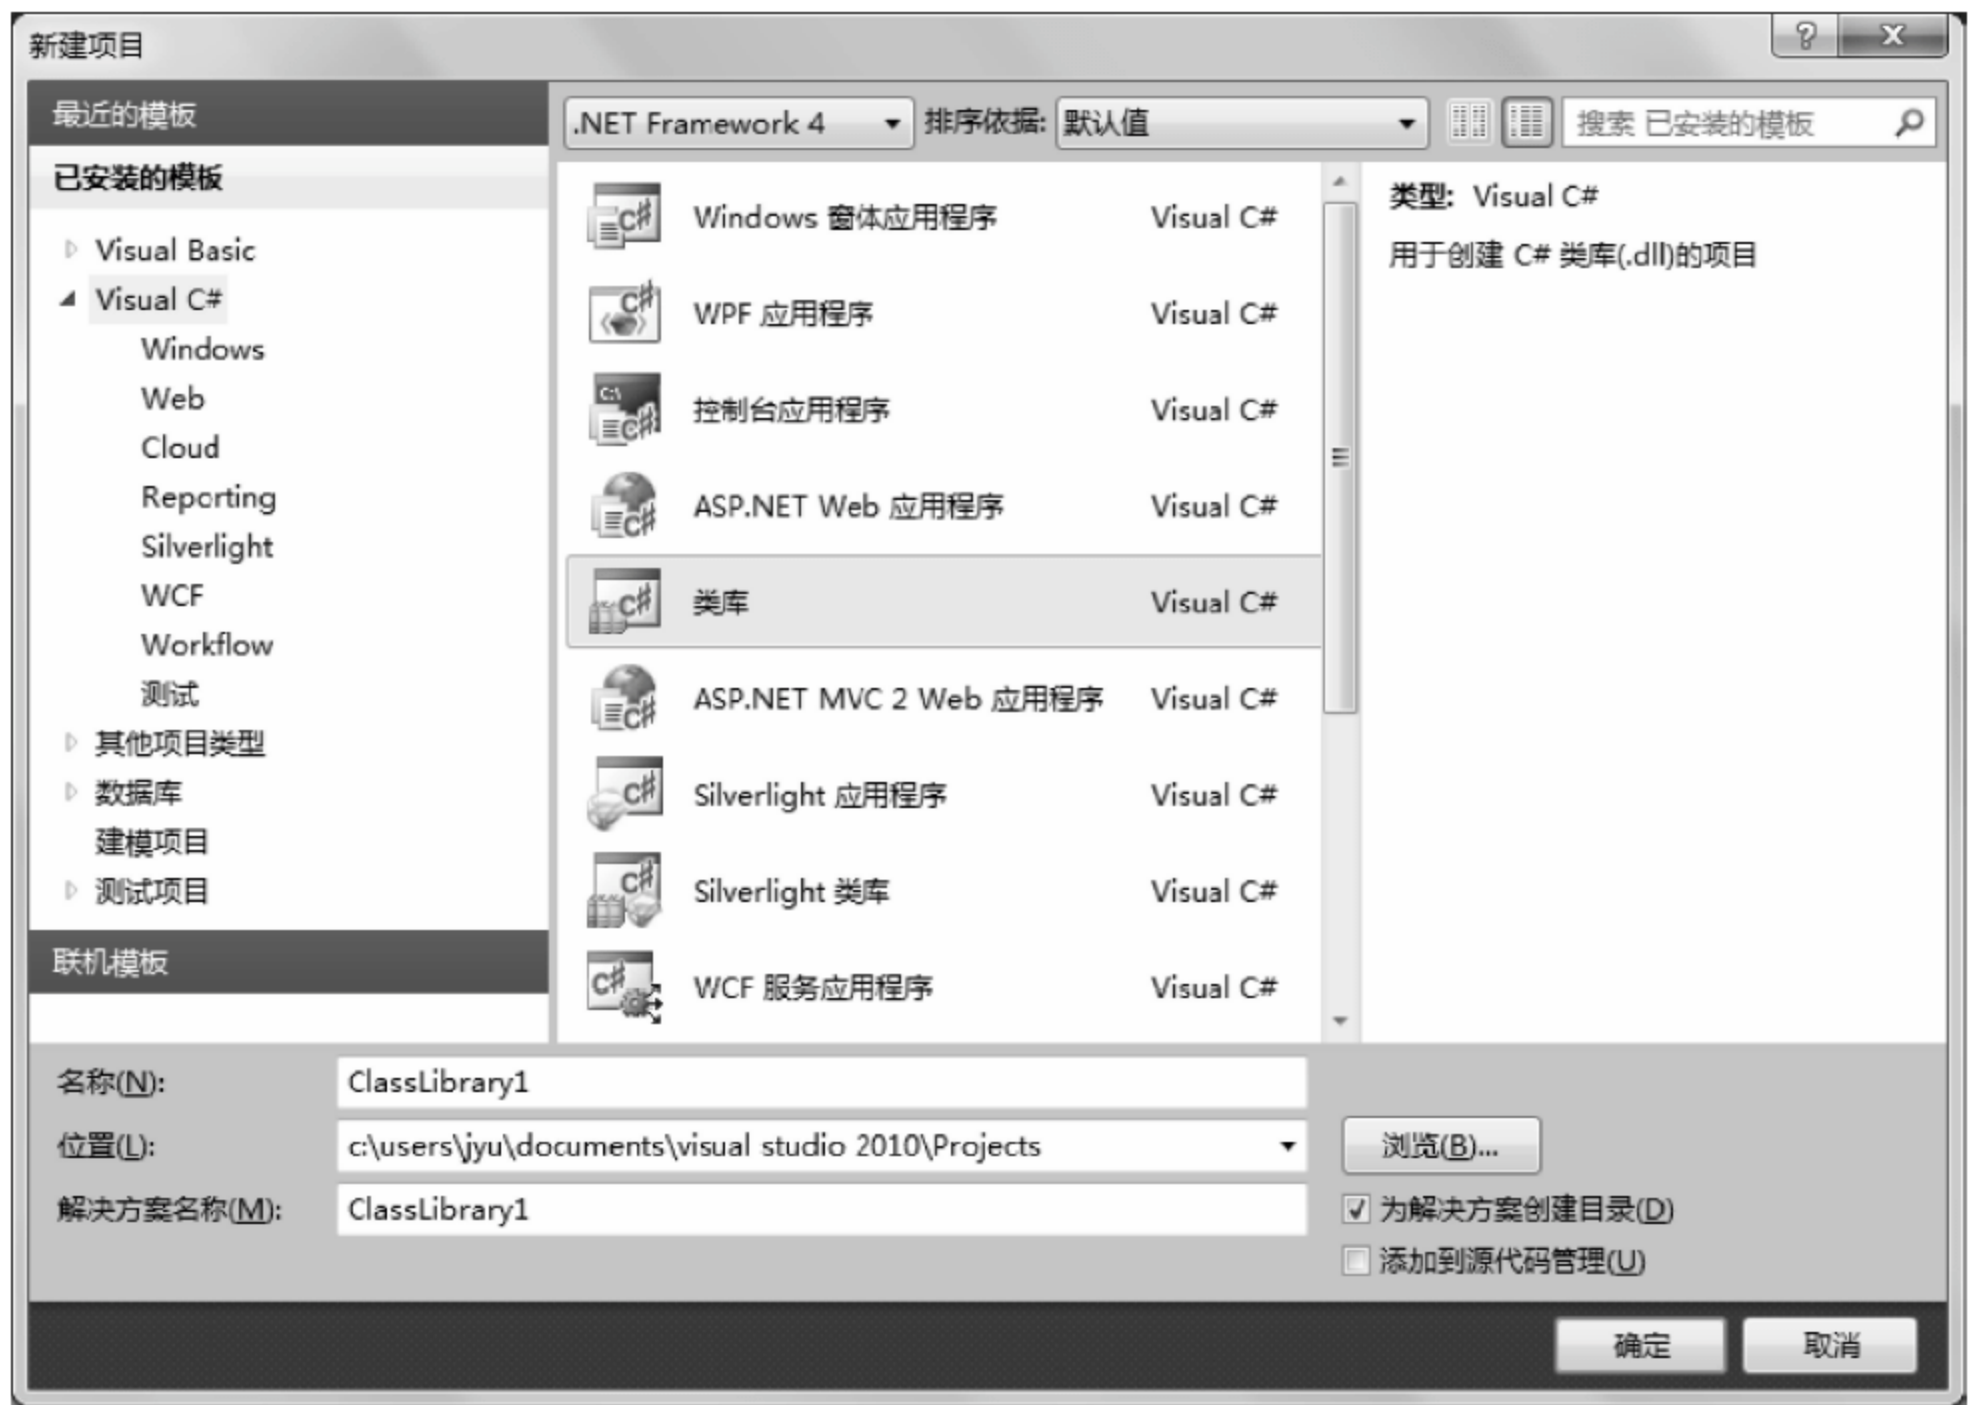 新建项目
最近的模板
已安装的模板
Visual Basic
Visual C#
Windows
Web
Cloud
Reporting
Silverlight
WCF
Workflow
测试
其他项目类型
数据库
建模项目
测试项目
联机模板
.NET Framework 4 排序依据: 默认值 搜索 已安装的模板
Windows 窗体应用程序 Visual C#
WPF 应用程序 Visual C#
控制台应用程序 Visual C#
ASP.NET Web 应用程序 Visual C#
类库 Visual C#
ASP.NET MVC 2 Web 应用程序 Visual C#
Silverlight 应用程序 Visual C#
Silverlight 类库 Visual C#
WCF 服务应用程序 Visual C#
类型: Visual C#
用于创建 C# 类库(.dll)的项目
名称(N): ClassLibrary1
位置(L): c:\users\jyu\documents\visual studio 2010\Projects 浏览(B)...
解决方案名称(M): ClassLibrary1 为解决方案创建目录(D)
添加到源代码管理(U)
确定 取消